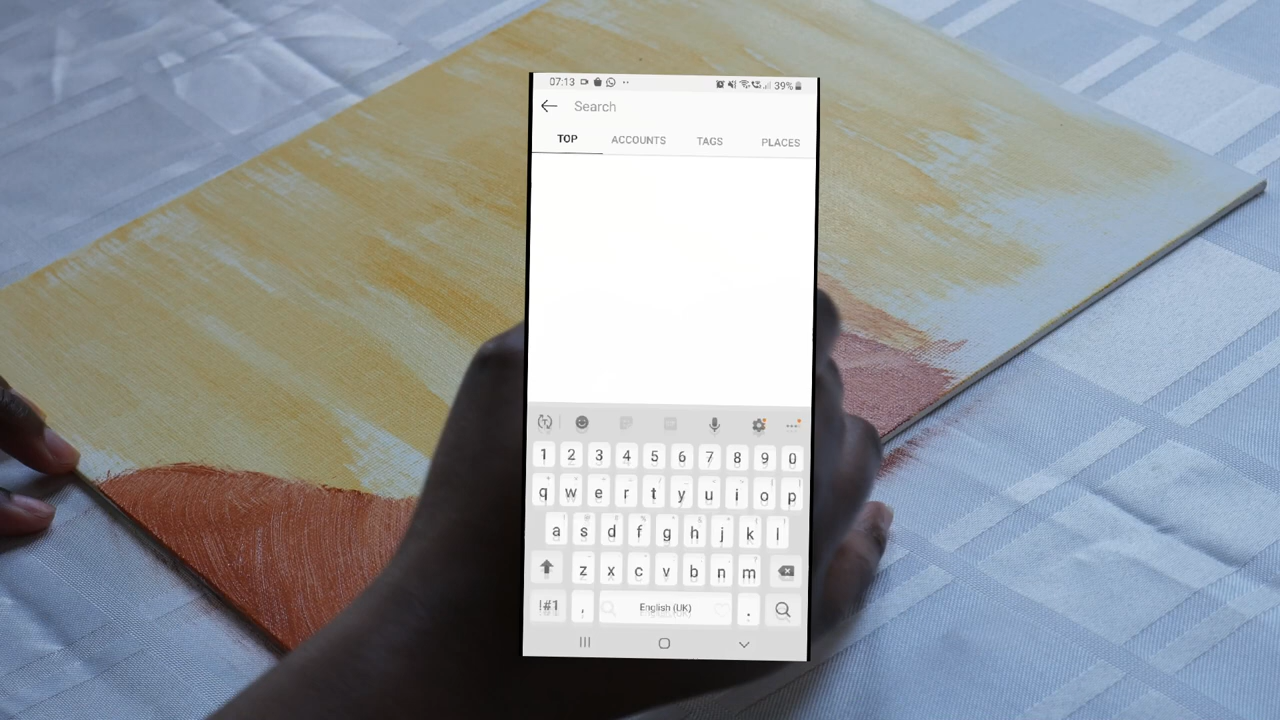 07:13 39%
Search
TOP ACCOUNTS TAGS PLACES
1 2 3 4 5 6 7 8 9 0
q w e r t y u i o p
a s d f g h j k l
z x c v b n m
!#1 , English (UK) .